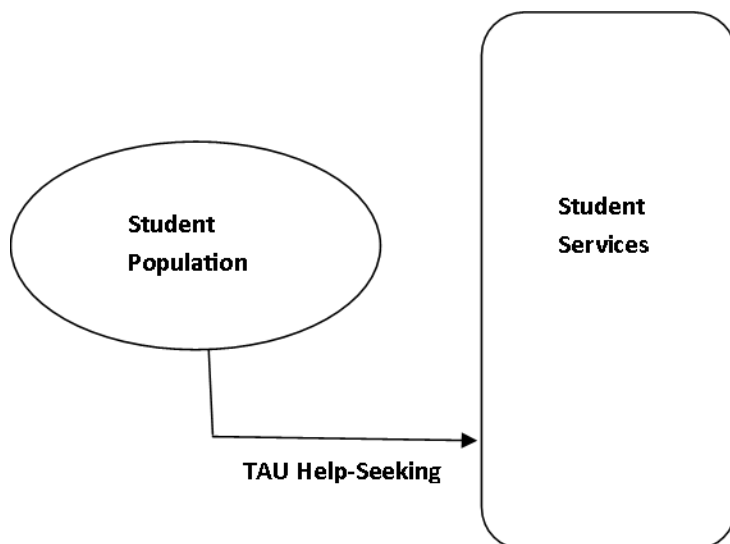 Student
Population
Student
Services
TAU Help-Seeking